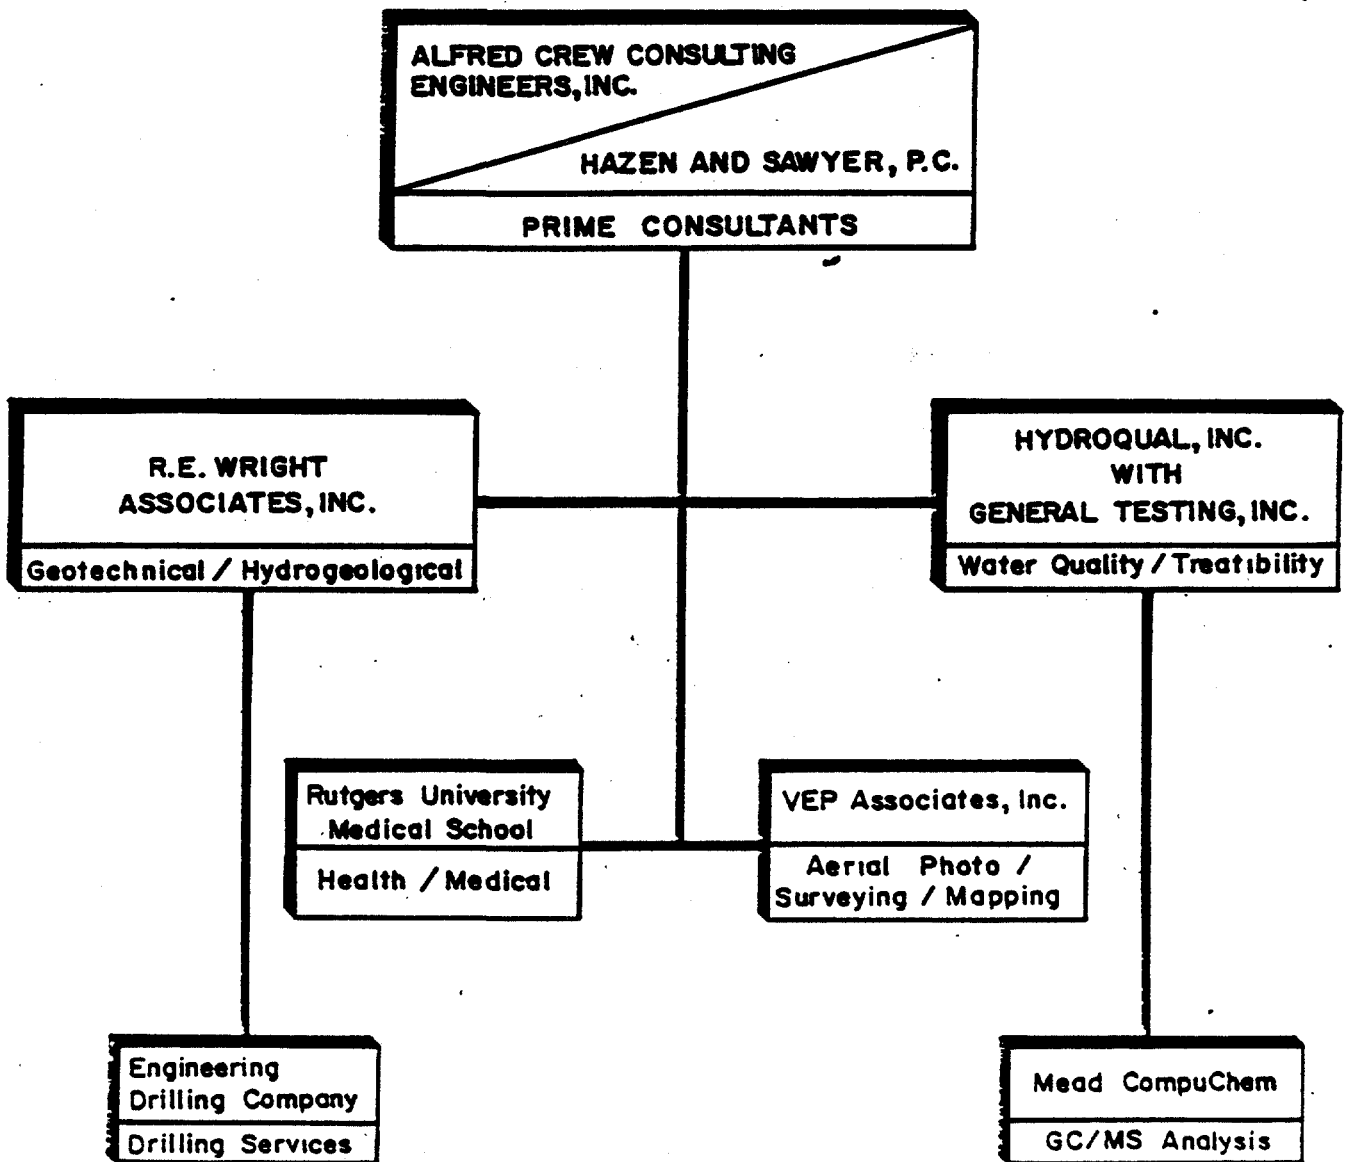 ALFRED CREW CONSULTING
ENGINEERS, INC.
HAZEN AND SAWYER, P.C.
PRIME CONSULTANTS
R.E. WRIGHT
ASSOCIATES, INC.
Geotechnical / Hydrogeological
HYDROQUAL, INC.
WITH
GENERAL TESTING, INC.
Water Quality / Treatibility
Rutgers University
Medical School
Health / Medical
VEP Associates, Inc.
Aerial Photo /
Surveying / Mapping
Engineering
Drilling Company
Drilling Services
Mead CompuChem
GC/MS Analysis